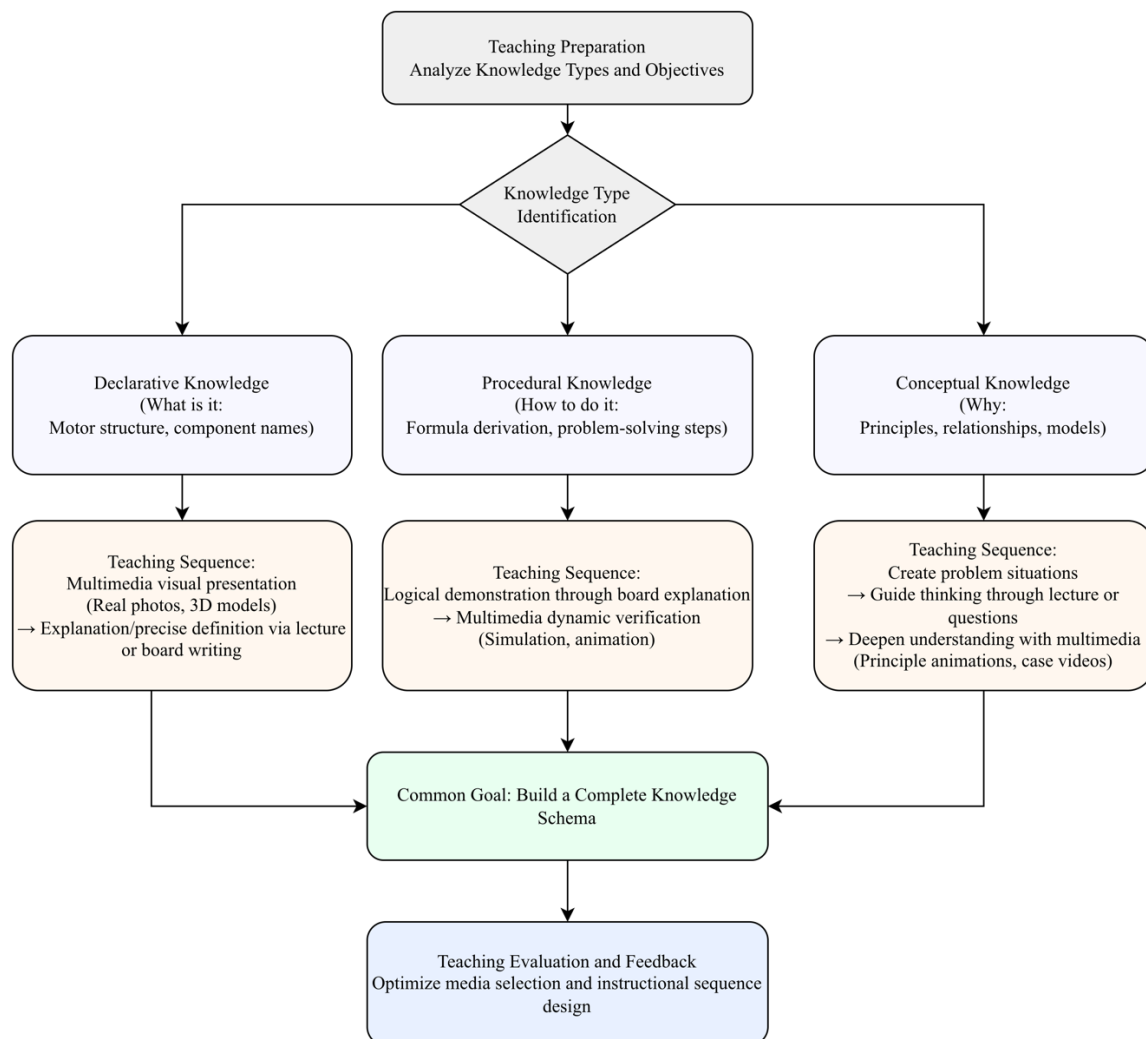 Teaching Preparation
Analyze Knowledge Types and Objectives
Knowledge Type
Identification
Declarative Knowledge
(What is it:
Motor structure, component names)
Procedural Knowledge
(How to do it:
Formula derivation, problem-solving steps)
Conceptual Knowledge
(Why:
Principles, relationships, models)
Teaching Sequence:
Multimedia visual presentation
(Real photos, 3D models)
→ Explanation/precise definition via lecture
or board writing
Teaching Sequence:
Logical demonstration through board explanation
→ Multimedia dynamic verification
(Simulation, animation)
Teaching Sequence:
Create problem situations
→ Guide thinking through lecture or
questions
→ Deepen understanding with multimedia
(Principle animations, case videos)
Common Goal: Build a Complete Knowledge
Schema
Teaching Evaluation and Feedback
Optimize media selection and instructional sequence
design